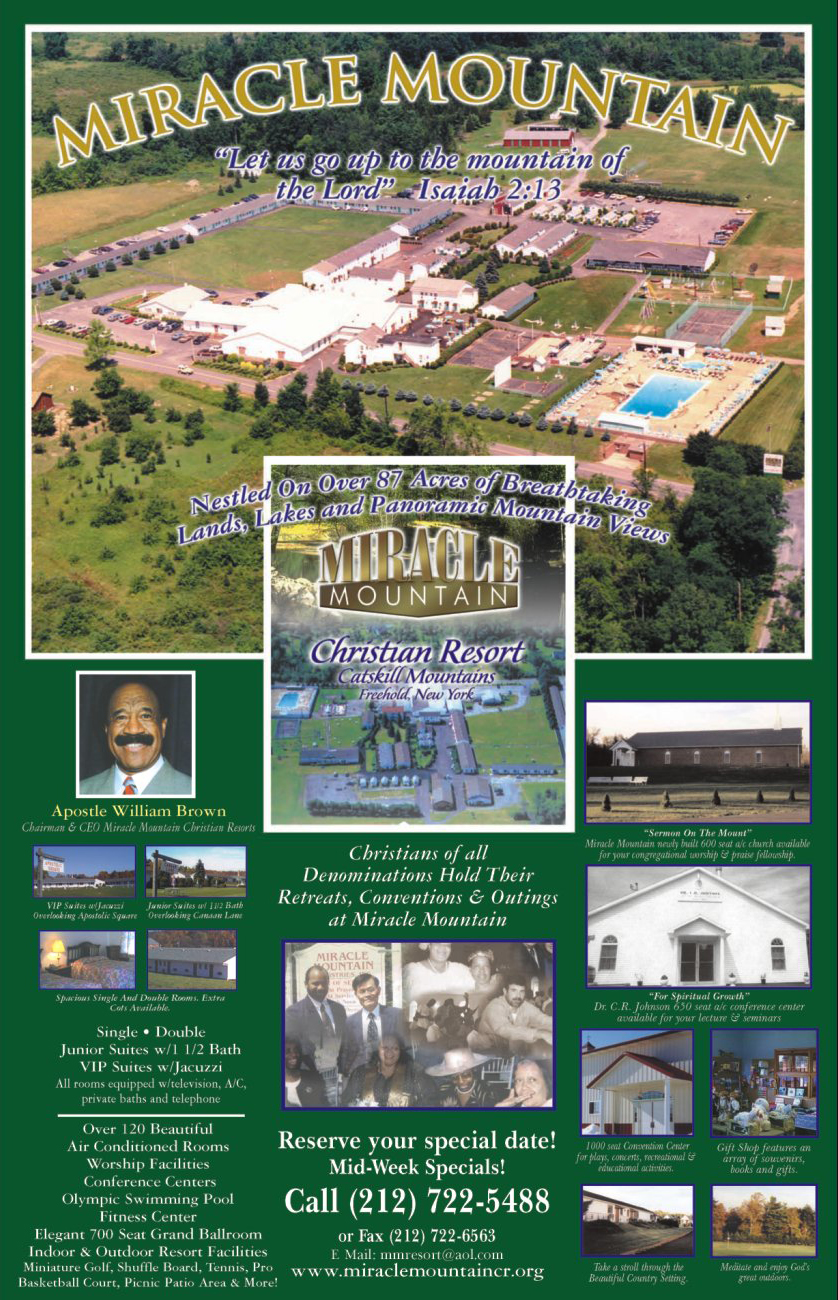 MIRACLE MOUNTAIN
"Let us go up to the mountain of
the Lord" Isaiah 2:13
Nestled On Over 87 Acres of Breathtaking
Lands, Lakes and Panoramic Mountain Views
MIRACLE
MOUNTAIN
Christian Resort
Catskill Mountains
Freehold, New York
Apostle William Brown
Chairman & CEO Miracle Mountain Christian Resorts
VIP Suites w/Jacuzzi
Overlooking Apostolic Square
Junior Suites w/ 1 1/2 Bath
Overlooking Canaan Lane
Spacious Single And Double Rooms. Extra
Cots Available.
Single • Double
Junior Suites w/1 1/2 Bath
VIP Suites w/Jacuzzi
All rooms equipped w/television, A/C,
private baths and telephone
Over 120 Beautiful
Air Conditioned Rooms
Worship Facilities
Conference Centers
Olympic Swimming Pool
Fitness Center
Elegant 700 Seat Grand Ballroom
Indoor & Outdoor Resort Facilities
Miniature Golf, Shuffle Board, Tennis, Pro
Basketball Court, Picnic Patio Area & More!
Christians of all
Denominations Hold Their
Retreats, Conventions & Outings
at Miracle Mountain
MIRACLE
MOUNTAIN
Reserve your special date!
Mid-Week Specials!
Call (212) 722-5488
or Fax (212) 722-6563
E Mail: mmresort@aol.com
www.miraclemountaincr.org
"Sermon On The Mount"
Miracle Mountain newly built 600 seat a/c church available
for your congregational worship & praise fellowship.
"For Spiritual Growth"
Dr. C.R. Johnson 650 seat a/c conference center
available for your lecture & seminars
1000 seat Convention Center
for plays, concerts, recreational &
educational activities.
Gift Shop features an
array of souvenirs,
books and gifts.
Take a stroll through the
Beautiful Country Setting.
Meditate and enjoy God's
great outdoors.